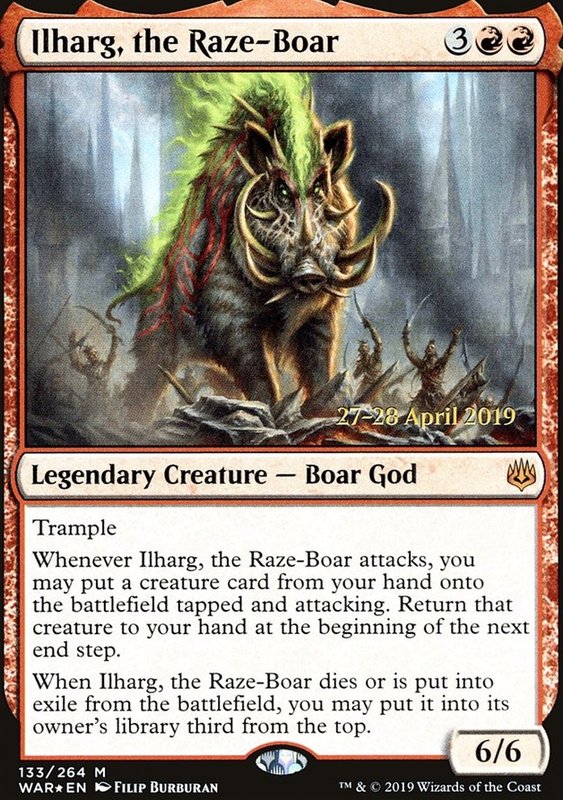 Ilharg, the Raze-Boar 3
27-28 April 2019
Legendary Creature — Boar God
Trample
Whenever Ilharg, the Raze-Boar attacks, you
may put a creature card from your hand onto
the battlefield tapped and attacking. Return that
creature to your hand at the beginning of the next
end step.
When Ilharg, the Raze-Boar dies or is put into
exile from the battlefield, you may put it into its
owner's library third from the top.
6/6
133/264 M
WAR★EN Filip Burburan
™ & © 2019 Wizards of the Coast